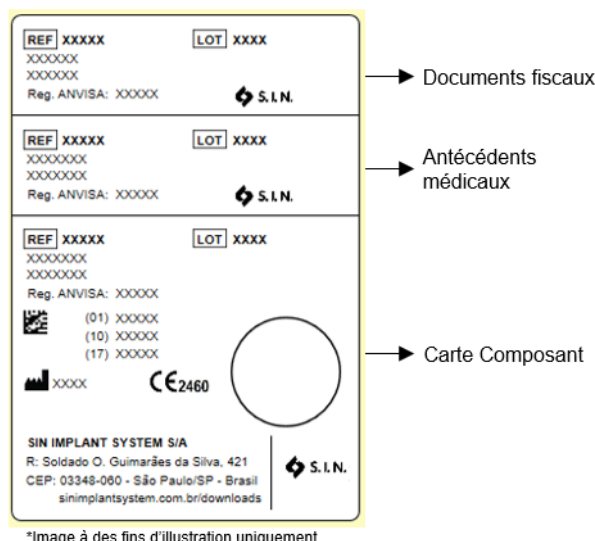 REF XXXXX LOT XXXX
XXXXXX
XXXXXX
Reg. ANVISA: XXXXX S.I.N.
Documents fiscaux
REF XXXXX LOT XXXX
XXXXXXX
XXXXXXX
Reg. ANVISA: XXXXX S.I.N.
Antécédents
médicaux
REF XXXXX LOT XXXX
XXXXXXX
XXXXXXX
Reg. ANVISA: XXXXX
(01) XXXXX
(10) XXXXX
(17) XXXXX
XXXX CE2460
Carte Composant
SIN IMPLANT SYSTEM S/A
R: Soldado O. Guimarães da Silva, 421
CEP: 03348-060 - São Paulo/SP - Brasil
sinimplantsystem.com.br/downloads
S.I.N.
*Image à des fins d'illustration uniquement